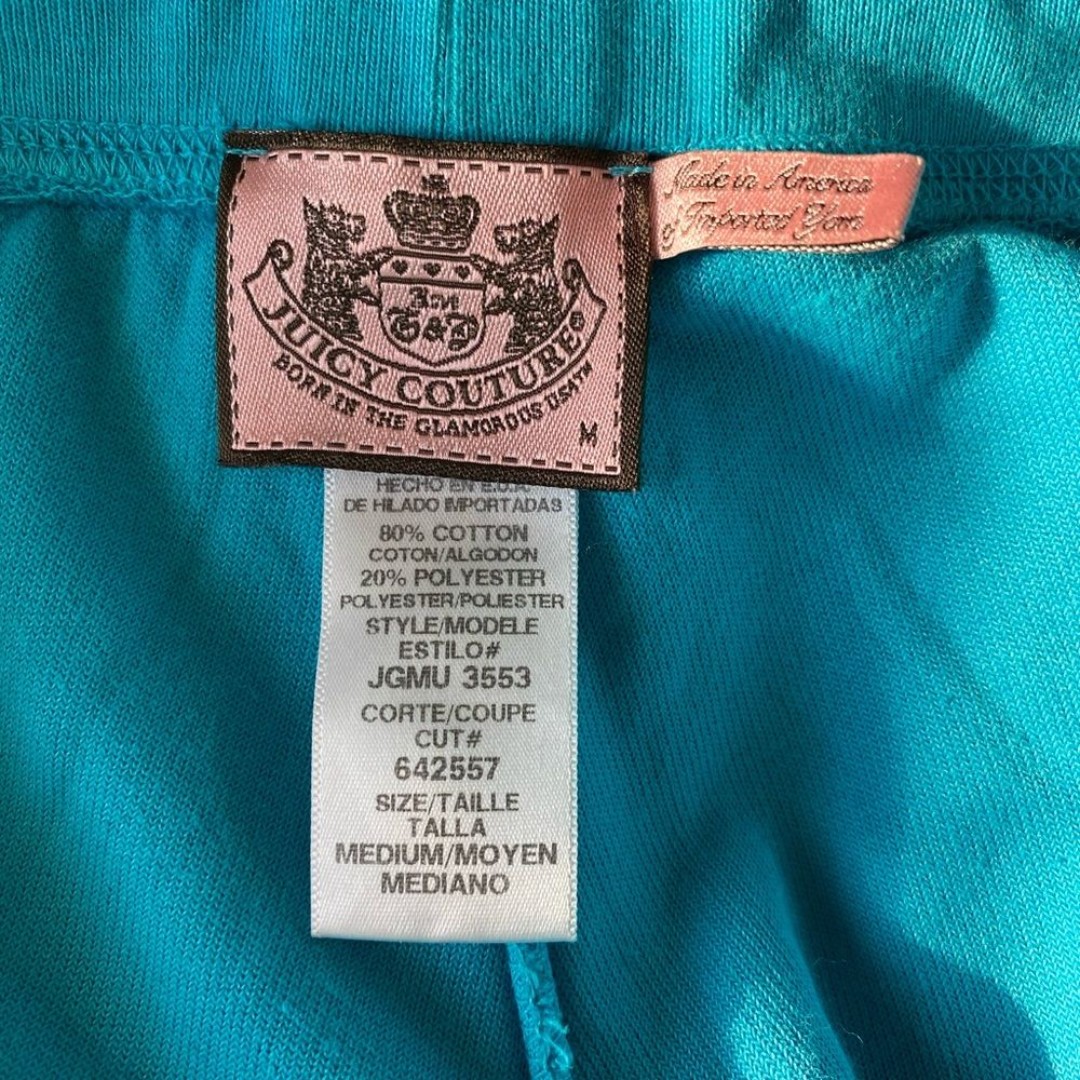 Made in America
of Imported Yarn
G&P
JUICY COUTURE®
BORN IN THE GLAMOROUS USA™
M
HECHO EN E.U.A.
DE HILADO IMPORTADAS
80% COTTON
COTON/ALGODON
20% POLYESTER
POLYESTER/POLIESTER
STYLE/MODELE
ESTILO#
JGMU 3553
CORTE/COUPE
CUT#
642557
SIZE/TAILLE
TALLA
MEDIUM/MOYEN
MEDIANO